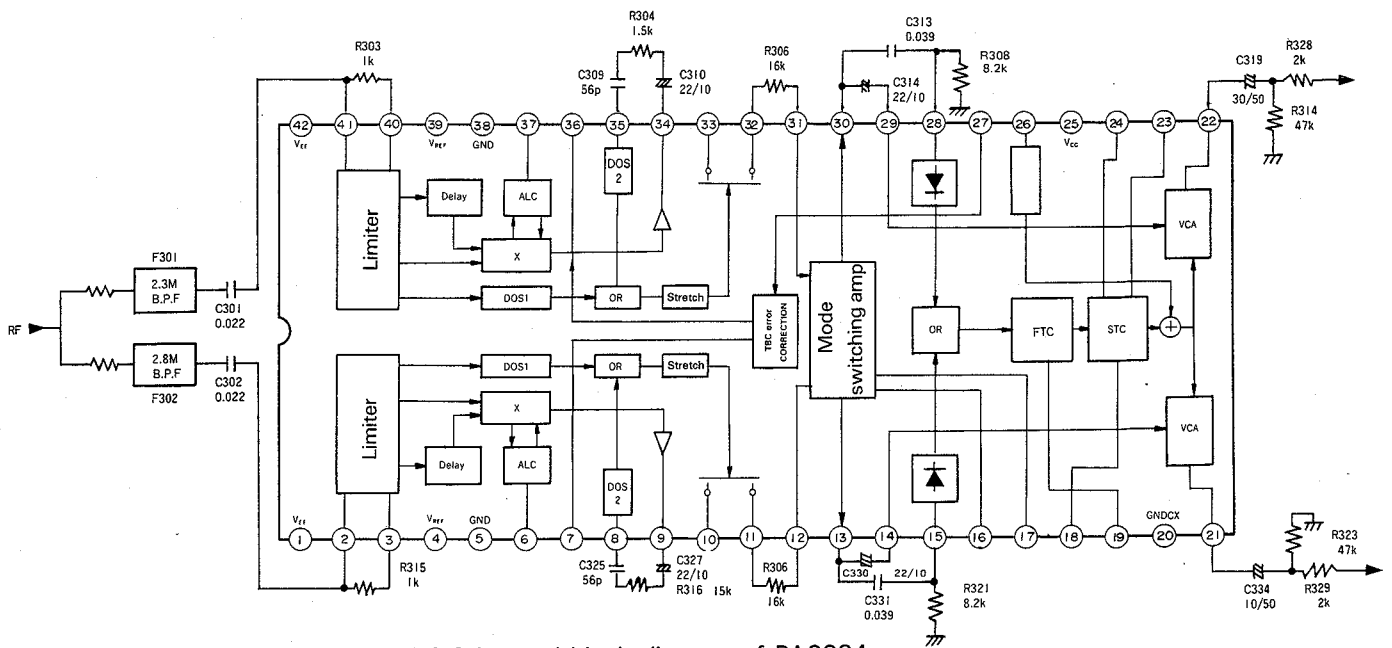 R303
1k
R304
1.5k
C309
56p
C310
22/10
R306
16k
C313
0.039
C314
22/10
R308
8.2k
C319
30/50
R328
2k
R314
47k
42
41
40
39
38
37
36
35
34
33
32
31
30
29
28
27
26
25
24
23
22
VREF
GND
VCC
Limiter
Delay
ALC
X
DOS
2
DOS1
OR
Stretch
TBC error
CORRECTION
Mode
switching amp
OR
FTC
STC
+
VCA
RF
F301
2.3M
B.P.F
C301
0.022
2.8M
B.P.F
F302
C302
0.022
Limiter
DOS1
OR
Stretch
X
Delay
ALC
DOS
2
VCA
VREF
GND
GNDCX
1
2
3
4
5
6
7
8
9
10
11
12
13
14
15
16
17
18
19
20
21
R315
1k
C325
56p
C327
22/10
R316 15k
R306
16k
C330
22/10
C331
0.039
R321
8.2k
C334
10/50
R323
47k
R329
2k